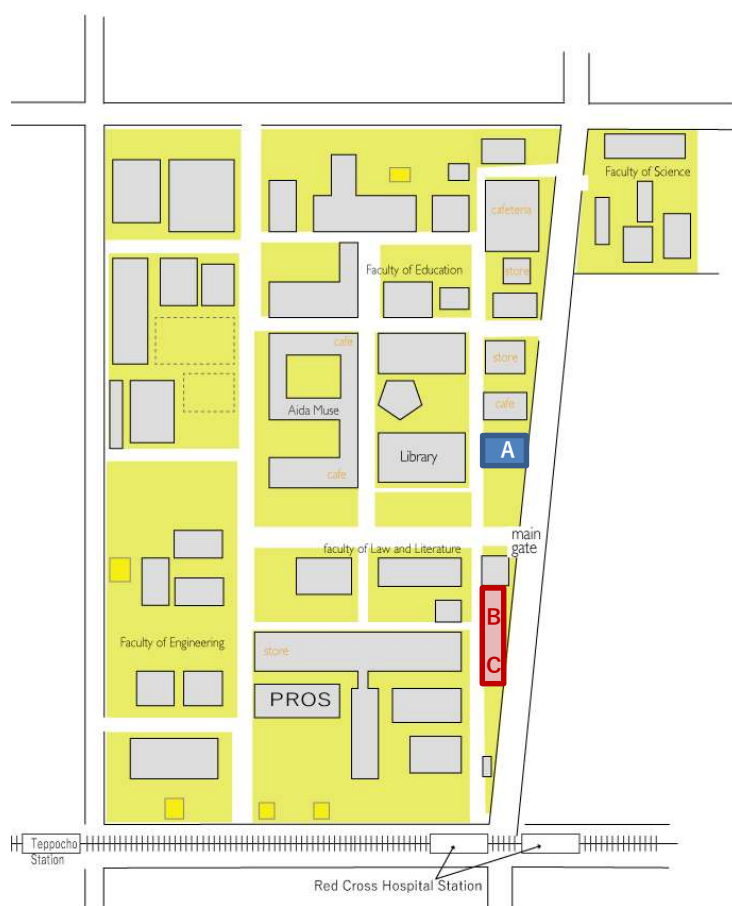 Faculty of Science
cafeteria
Faculty of Education
store
cafe
store
Aida Muse
cafe
A
Library
cafe
main
gate
faculty of Law and Literature
B
Faculty of Engineering
store
C
PROS
Teppocho
Station
Red Cross Hospital Station